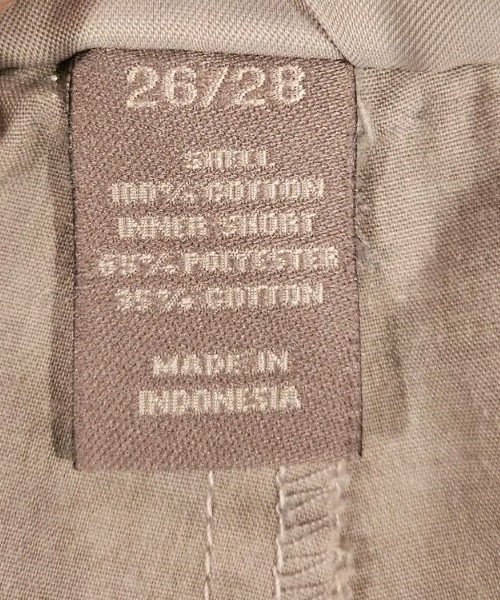 26/28
SHELL
100% COTTON
INNER SHORT
65% POLYESTER
35% COTTON
MADE IN
INDONESIA